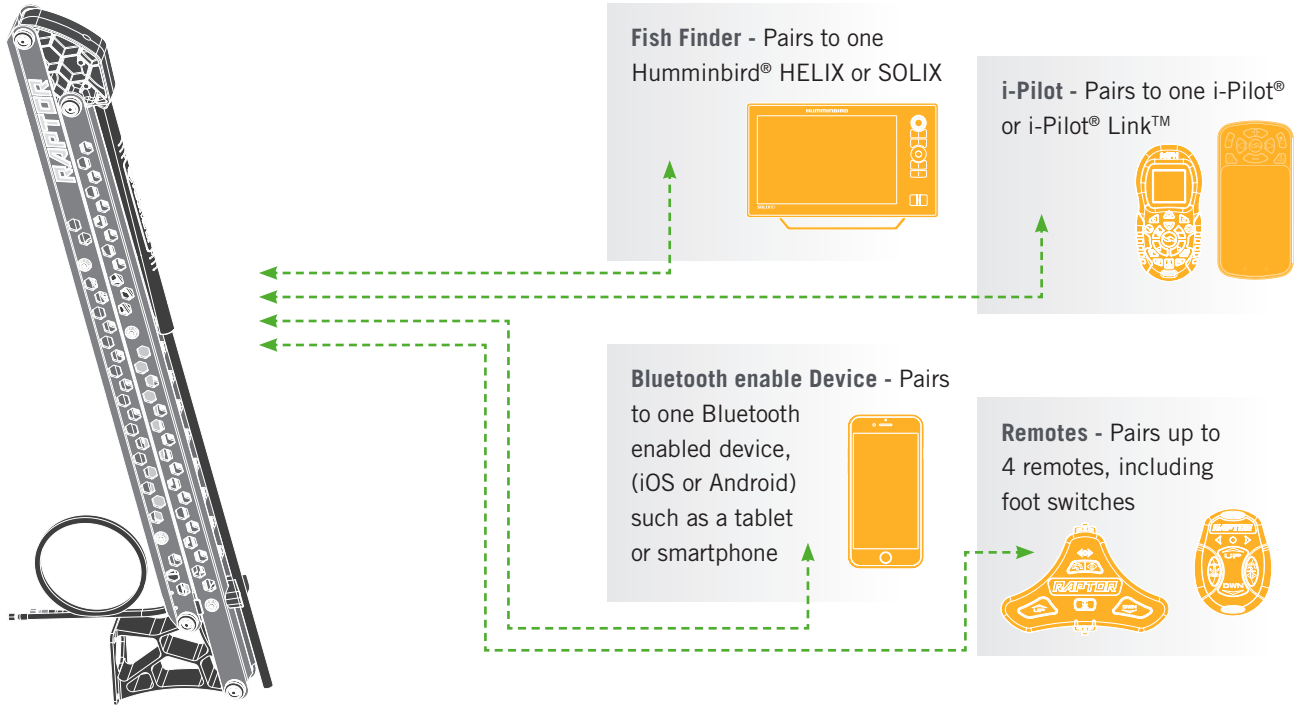 RAPTOR
Fish Finder - Pairs to one
Humminbird® HELIX or SOLIX
HUMMINBIRD
i-Pilot - Pairs to one i-Pilot®
or i-Pilot® Link™
Bluetooth enable Device - Pairs
to one Bluetooth
enabled device,
(iOS or Android)
such as a tablet
or smartphone
Remotes - Pairs up to
4 remotes, including
foot switches
RAPTOR
RAPTOR
UP
DWN